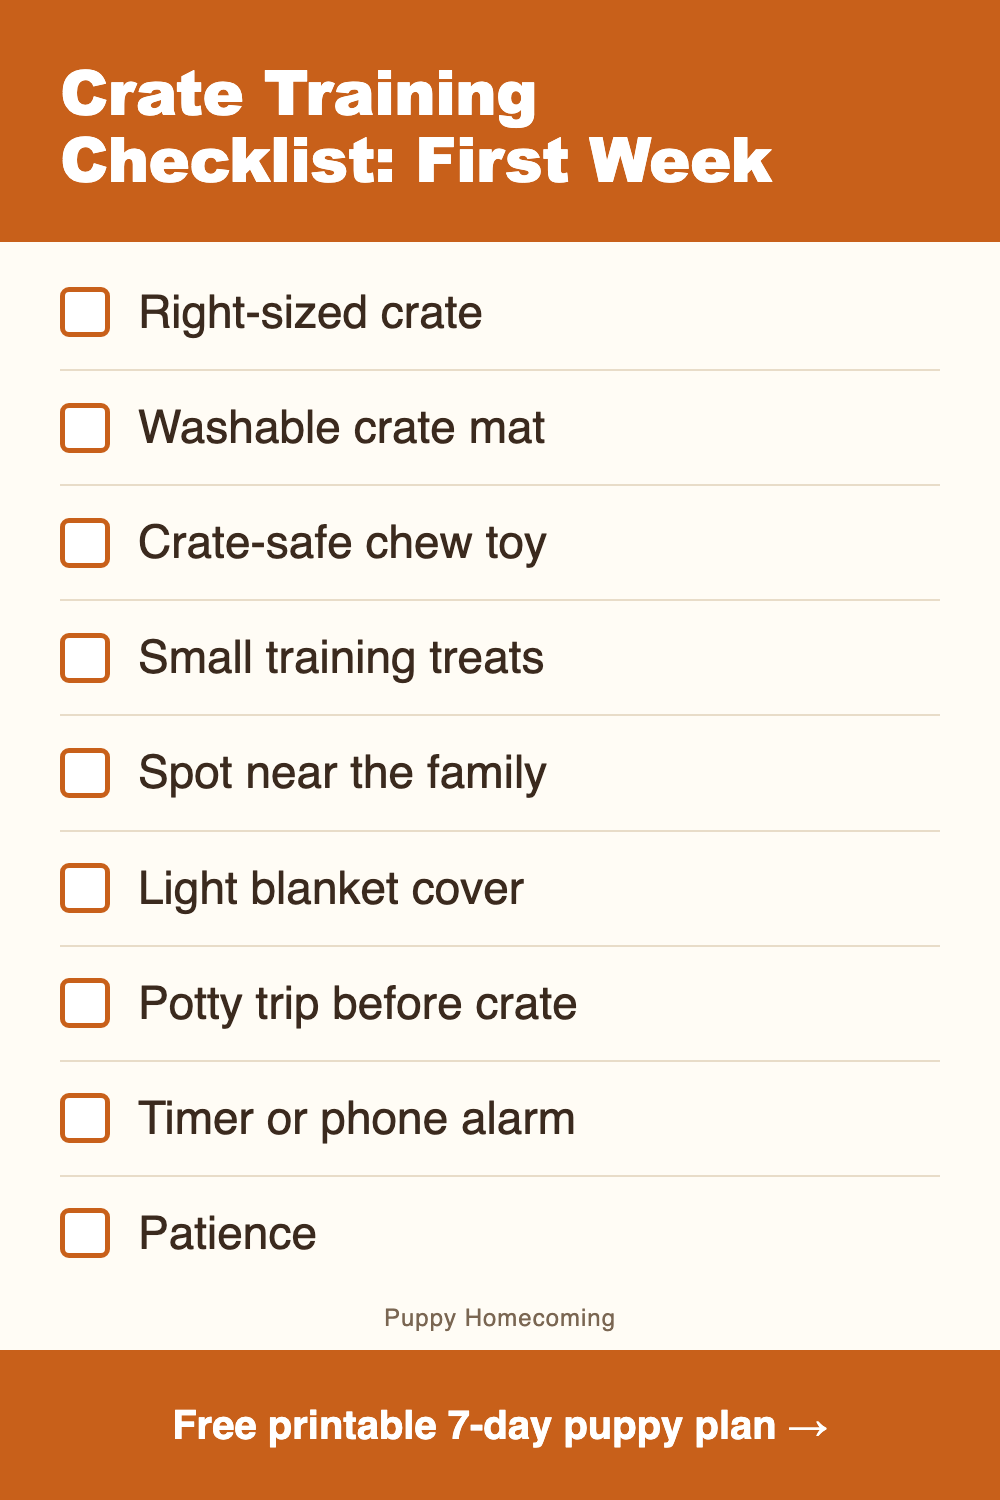 Crate Training
Checklist: First Week
Right-sized crate
Washable crate mat
Crate-safe chew toy
Small training treats
Spot near the family
Light blanket cover
Potty trip before crate
Timer or phone alarm
Patience
Puppy Homecoming
Free printable 7-day puppy plan →